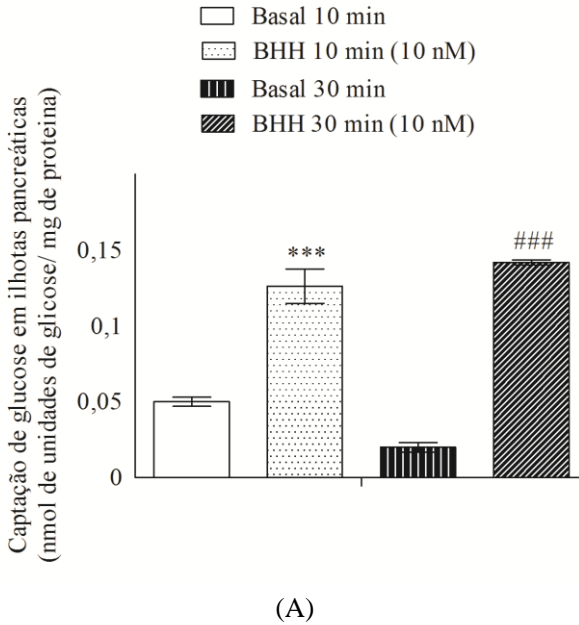 Basal 10 min
BHH 10 min (10 nM)
Basal 30 min
BHH 30 min (10 nM)
Captação de glucose em ilhotas pancreáticas
(nmol de unidades de glicose/ mg de proteina)
0,15
0,1
0,05
0
***
###
(A)